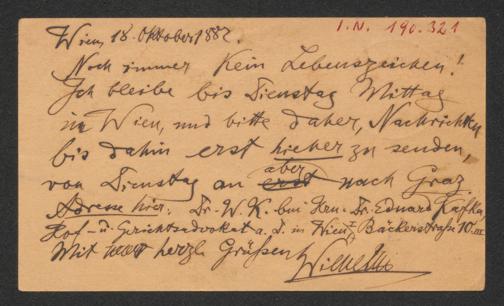 I. N. 190.321
Wien, 18. Oktober 1882.
Noch immer kein Lebenszeichen!
Ich bleibe bis Dienstag Mittag
in Wien, und bitte daher, Nachrichten
bis dahin erst hieher zu senden,
von Dienstag an erst aber nach Graz.
Adresse hier: Dr. W. K. bei Hrn. Dr. Eduard Kafka,
Hof- u. Gerichtsadvokat a. D. in Wien, I Bäckerstraße 10.
Mit herzl. Grüßen
Wilhelm